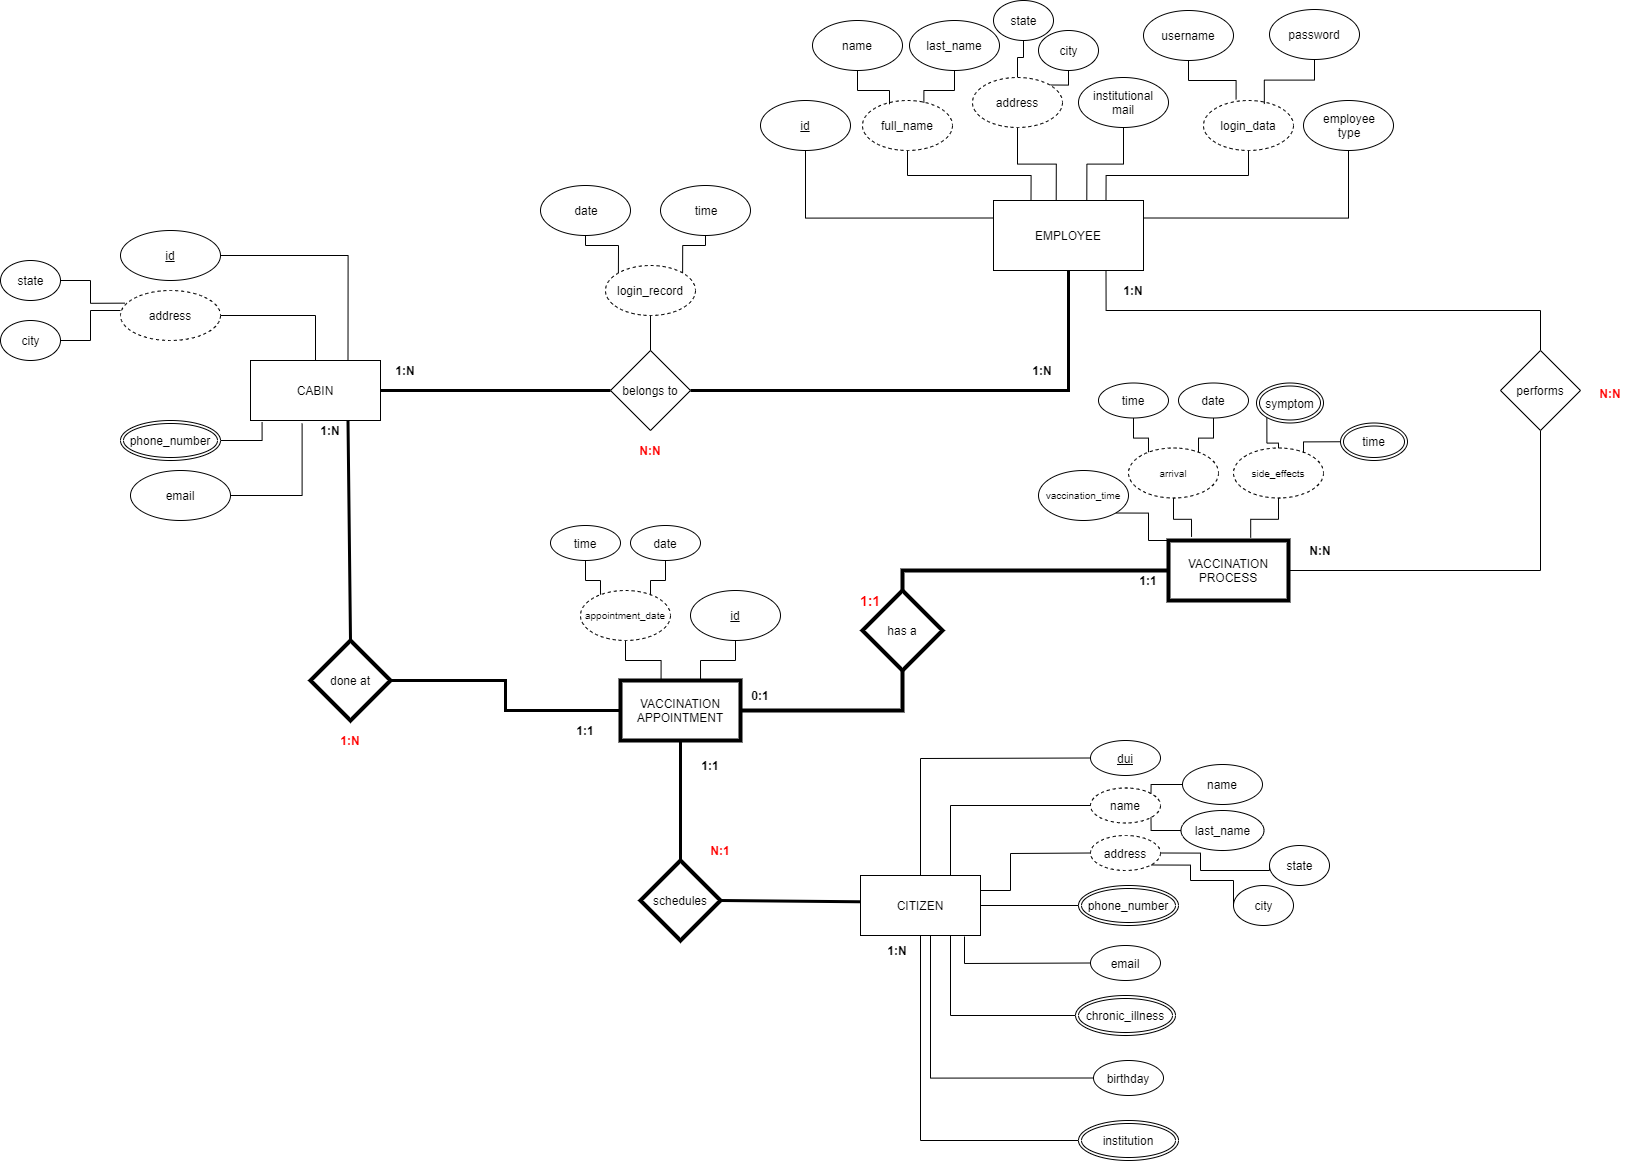 state
name
last_name
city
username
password
institutional
mail
address
id
full_name
login_data
employee
type
EMPLOYEE
date
time
login_record
id
state
address
city
CABIN
1:N
belongs to
1:N
N:N
1:N
performs
N:N
phone_number
1:N
email
time
date
symptom
time
arrival
side_effects
vaccination_time
VACCINATION
PROCESS
N:N
1:1
time
date
appointment_date
id
1:1
has a
done at
1:N
VACCINATION
APPOINTMENT
0:1
1:1
1:1
N:1
schedules
dui
name
name
last_name
address
state
city
CITIZEN
phone_number
1:N
email
chronic_illness
birthday
institution